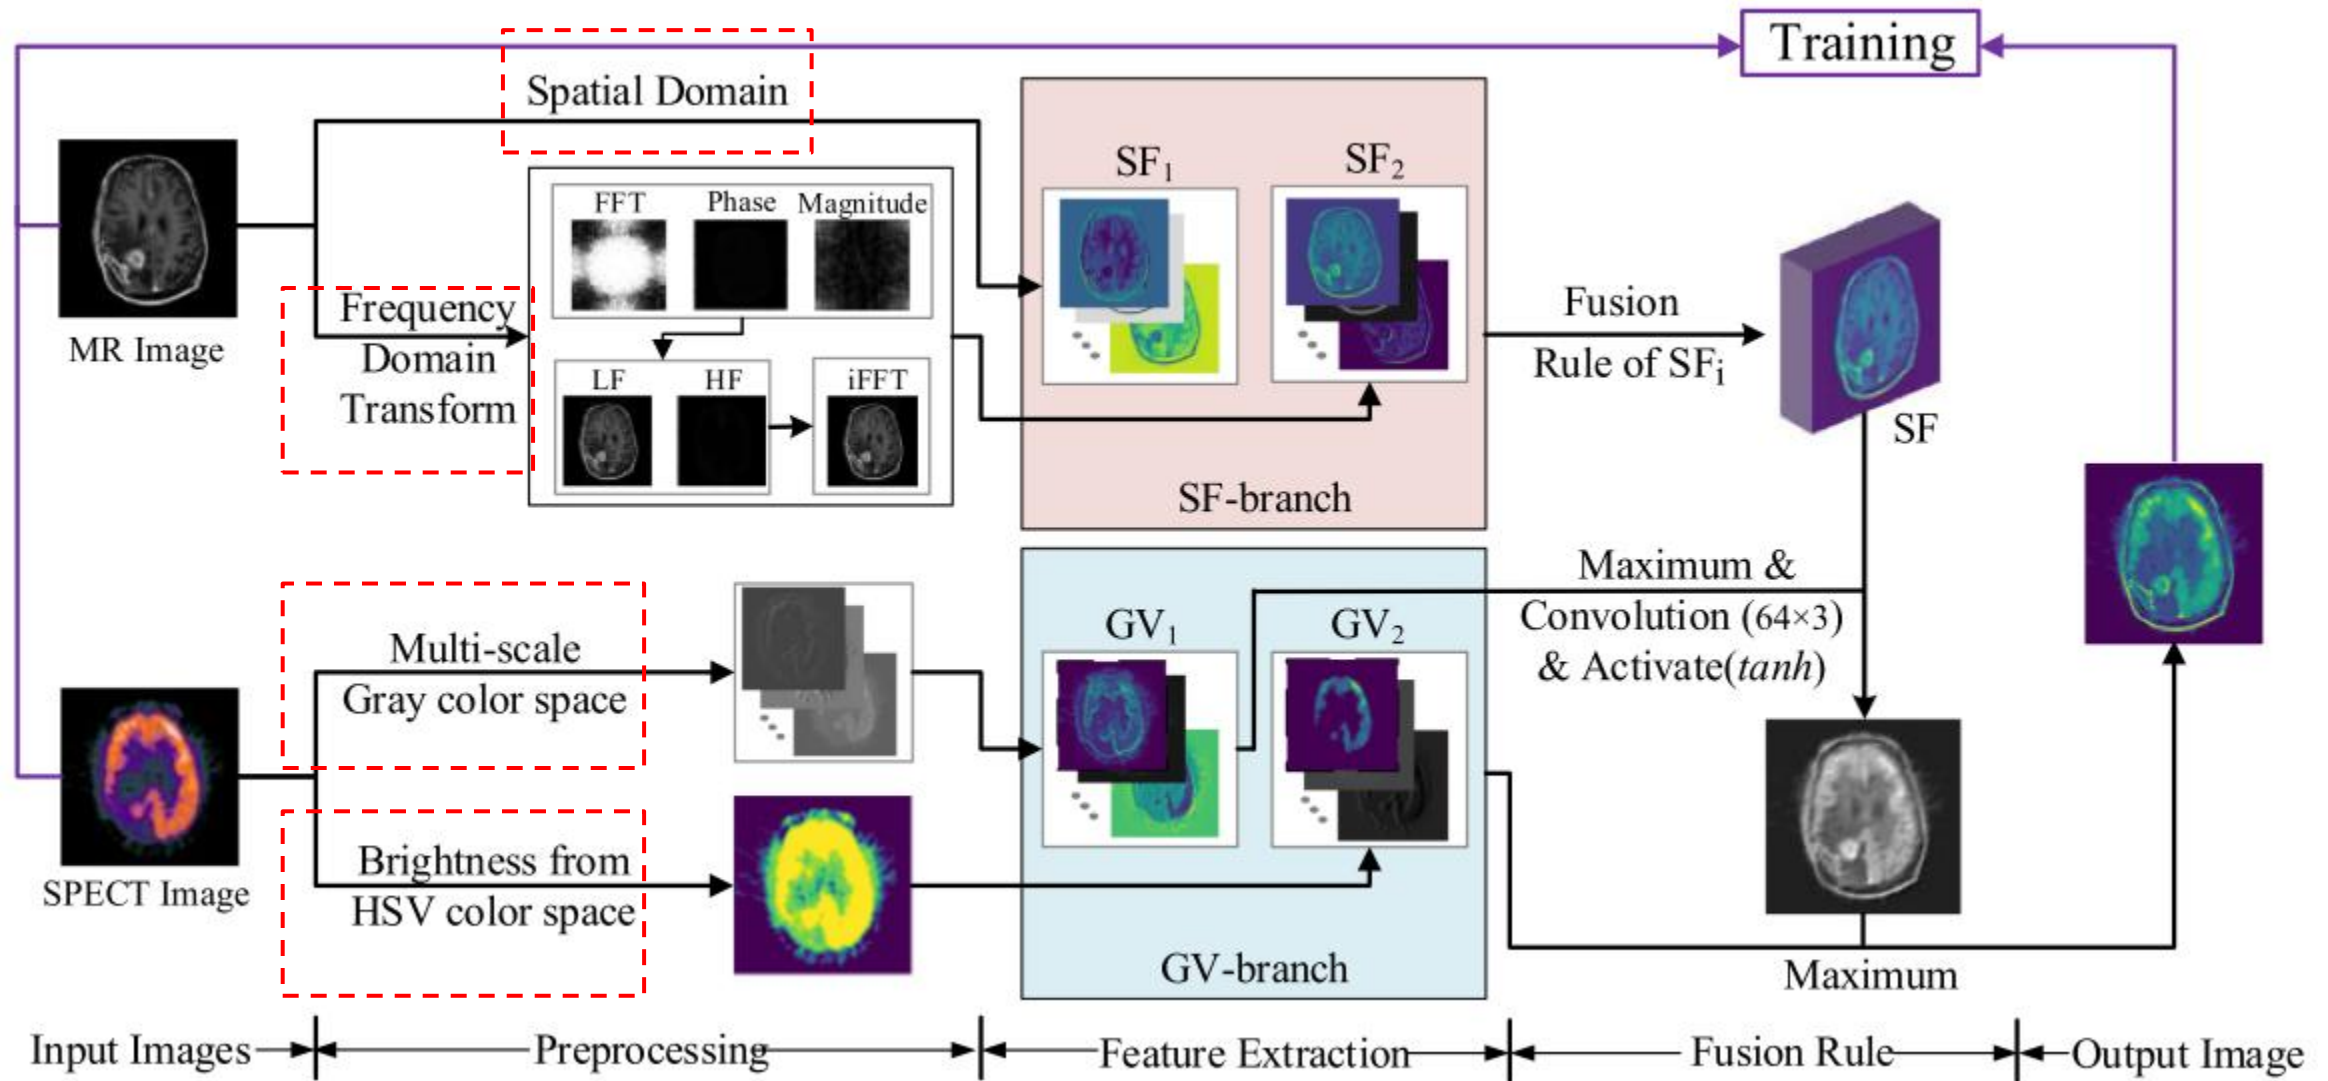 Training
Spatial Domain
MR Image
Frequency
Domain
Transform
FFT Phase Magnitude
LF HF iFFT
SF₁ SF₂
SF-branch
Fusion
Rule of SFᵢ
SF
SPECT Image
Multi-scale
Gray color space
Brightness from
HSV color space
GV₁ GV₂
GV-branch
Maximum &
Convolution (64×3)
& Activate(tanh)
Maximum
Input Images Preprocessing Feature Extraction Fusion Rule Output Image